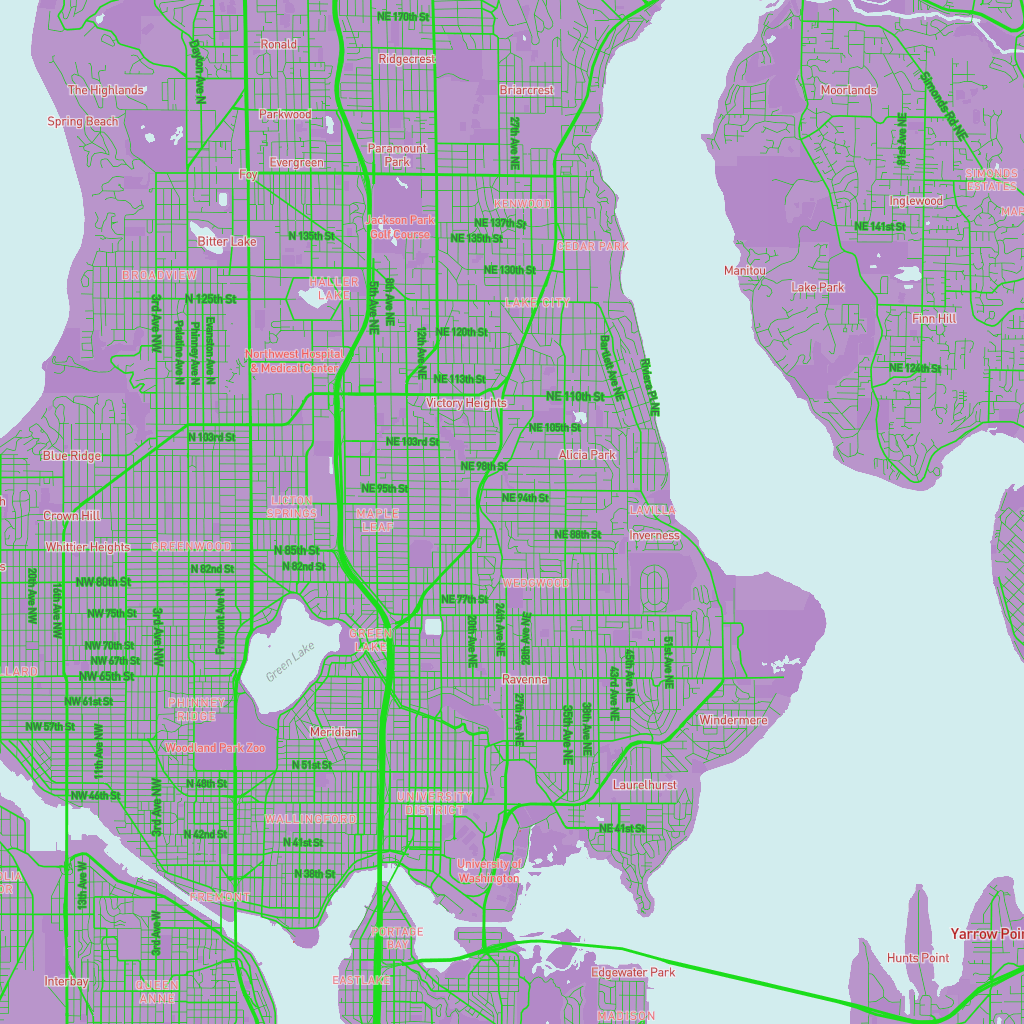 NE 170th St
Ronald
Dayton Ave N
Ridgecrest
The Highlands
Briarcrest
Moorlands
Simonds Rd NE
Spring Beach
Parkwood
27th Ave NE
81st Ave NE
Paramount
Park
Evergreen
Foy
SIMONDS
ESTATES
KENWOOD
Inglewood
Jackson Park
Golf Course
NE 137th St
NE 141st St
Bitter Lake
N 135th St
NE 135th St
CEDAR PARK
BROADVIEW
NE 130th St
Manitou
HALLER
LAKE
Lake Park
N 125th St
5th Ave NE
8th Ave NE
LAKE CITY
Finn Hill
3rd Ave NW
Palatine Ave N
Phinney Ave N
Evanston Ave N
12th Ave NE
NE 120th St
Northwest Hospital
& Medical Center
Bartlett Ave NE
Riviera Pl NE
NE 124th St
NE 113th St
Victory Heights
NE 110th St
N 103rd St
NE 103rd St
NE 105th St
Blue Ridge
Alicia Park
NE 98th St
NE 95th St
NE 94th St
LICTON
SPRINGS
MAPLE
LEAF
LAVILLA
Crown Hill
Whittier Heights
GREENWOOD
N 85th St
NE 88th St
Inverness
N 82nd St
N 82nd St
20th Ave NW
16th Ave NW
NW 80th St
WEDGWOOD
NW 75th St
3rd Ave NW
Fremont Ave N
NE 77th St
20th Ave NE
24th Ave NE
28th Ave NE
GREEN
LAKE
Green Lake
NW 70th St
NW 67th St
NW 65th St
51st Ave NE
45th Ave NE
43rd Ave NE
Ravenna
NW 61st St
PHINNEY
RIDGE
27th Ave NE
35th Ave NE
38th Ave NE
Windermere
NW 57th St
11th Ave NW
Woodland Park Zoo
Meridian
N 51st St
N 48th St
Laurelhurst
NW 46th St
3rd Ave NW
UNIVERSITY
DISTRICT
WALLINGFORD
N 42nd St
N 41st St
NE 41st St
N 38th St
University of
Washington
13th Ave W
FREMONT
3rd Ave W
PORTAGE
BAY
Yarrow Poin
Hunts Point
Interbay
QUEEN
ANNE
EASTLAKE
Edgewater Park
MADISON